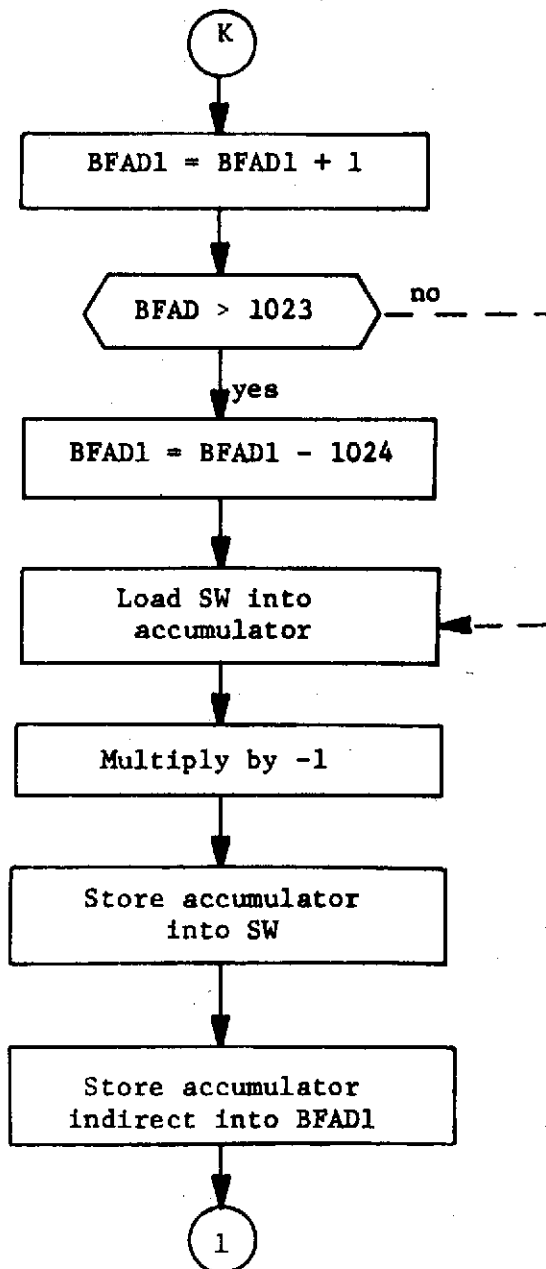 K
BFAD1 = BFAD1 + 1
BFAD > 1023
no
yes
BFAD1 = BFAD1 - 1024
Load SW into
accumulator
Multiply by -1
Store accumulator
into SW
Store accumulator
indirect into BFAD1
1